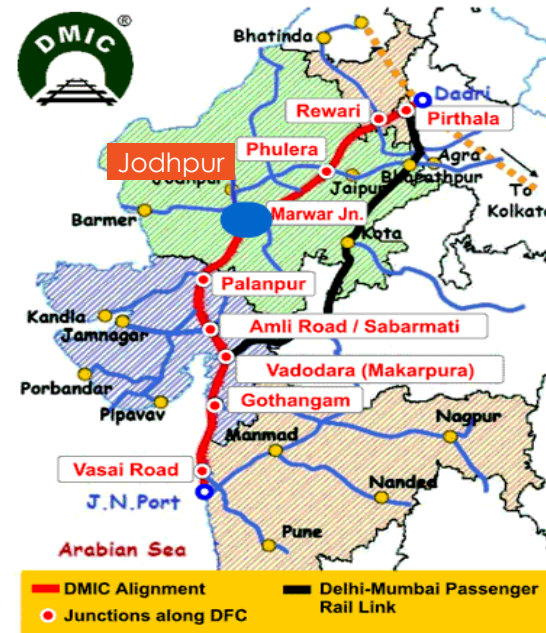 DMIC
®
Bhatinda
Dadri
Rewari
Pirthala
Phulera
Agra
Jodhpur
Jodhpur
Jaipur
Bharathpur
To
Kolkata
Barmer
Marwar Jn.
Kota
Palanpur
Kandla
Jamnagar
Amli Road / Sabarmati
Vadodara (Makarpura)
Porbandar
Pipavav
Gothangam
Nagpur
Manmad
Vasai Road
Nanded
J.N.Port
Pune
Arabian Sea
DMIC Alignment
Delhi-Mumbai Passenger
Rail Link
Junctions along DFC